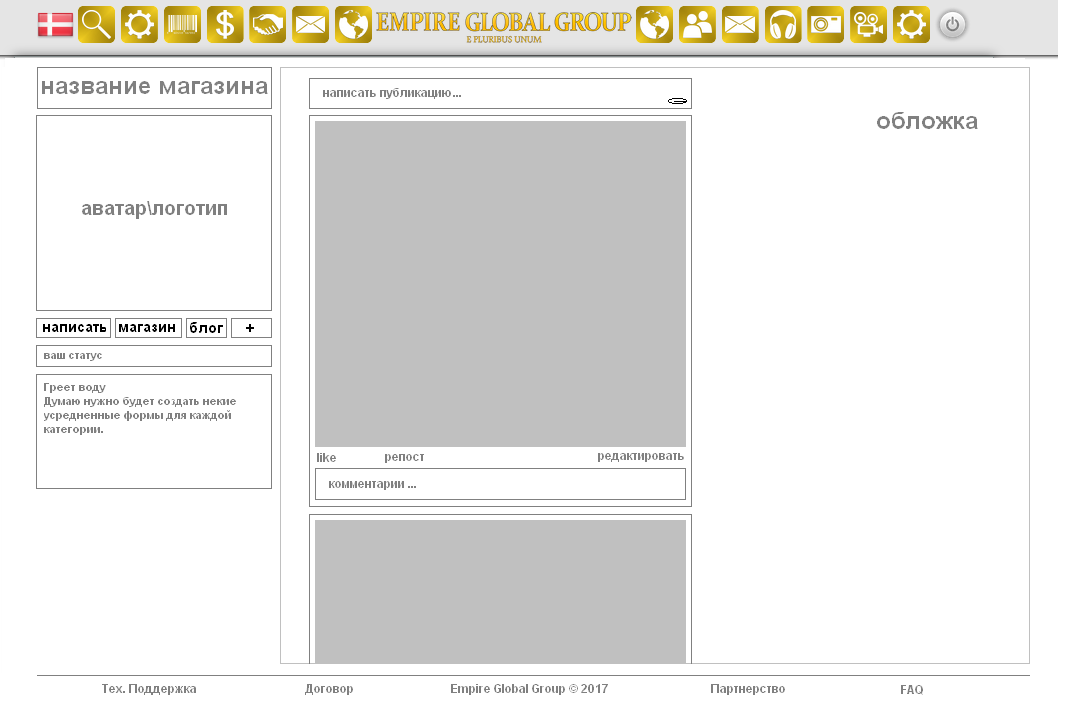 EMPIRE GLOBAL GROUP
E PLURIBUS UNUM
название магазина
аватар\логотип
написать магазин блог +
ваш статус
Греет воду
Думаю нужно будет создать некие
усредненные формы для каждой
категории.
написать публикацию...
like репост редактировать
комментарии ...
обложка
Тех. Поддержка Договор Empire Global Group © 2017 Партнерство FAQ